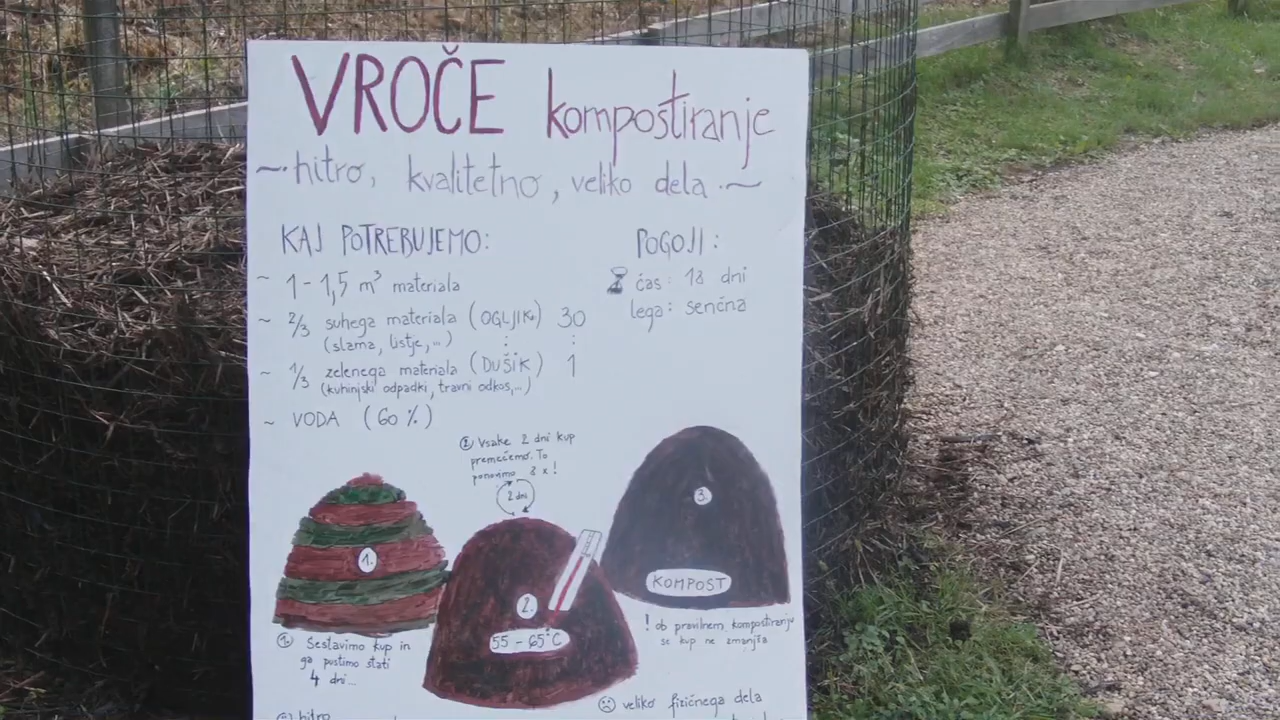 VROČE kompostiranje
~·hitro, kvalitetno, veliko dela·~
KAJ POTREBUJEMO:
~ 1 - 1,5 m³ materiala
~ 2/3 suhega materiala (OGLJIK) 30
(slama, listje,...) : :
~ 1/3 zelenega materiala (DUŠIK) 1
(kuhinjski odpadki, travni odkos,...)
~ VODA (60 %)
POGOJI:
čas: 18 dni
lega: senčna
1.
① Sestavimo kup in
ga pustimo stati
4 dni...
② Vsake 2 dni kup
premečemo. To
ponovimo 8 x!
2 dni
2.
55 - 65°C
3.
KOMPOST
! ob pravilnem kompostiranju
se kup ne zmanjša
hitro
veliko fizičnega dela